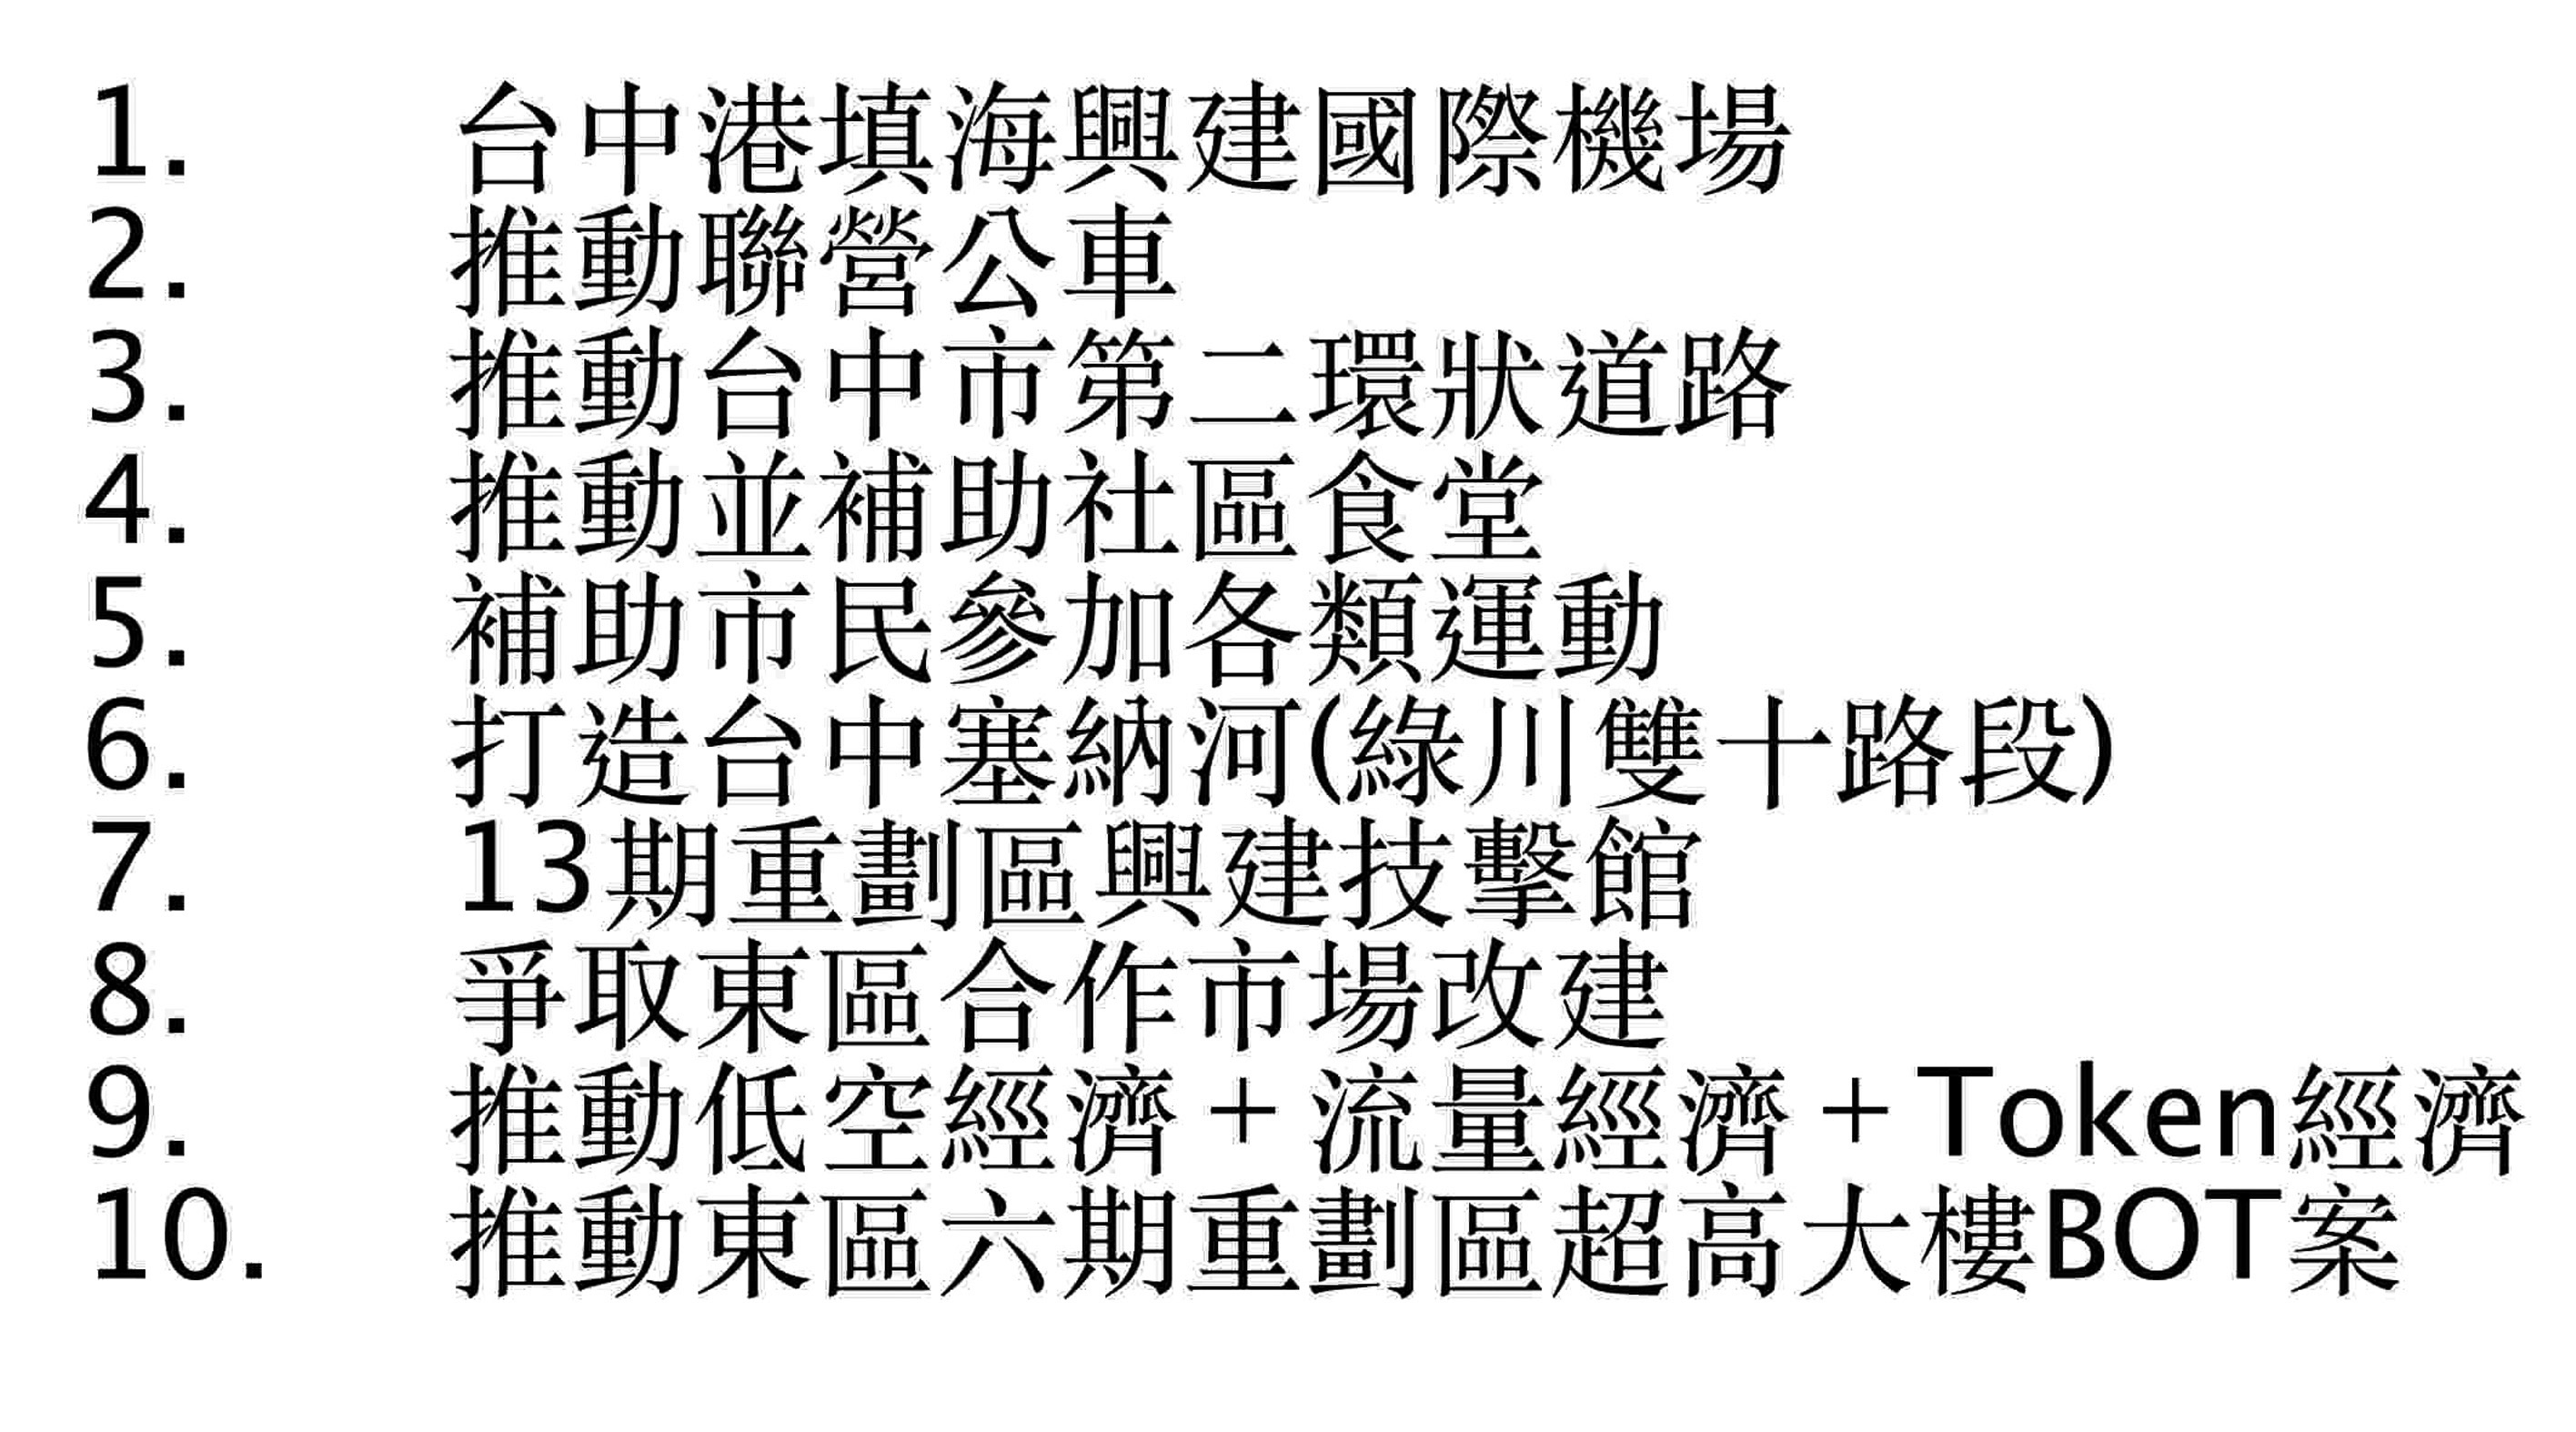 1. 台中港填海興建國際機場
2. 推動聯營公車
3. 推動台中市第二環狀道路
4. 推動並補助社區食堂
5. 補助市民參加各類運動
6. 打造台中塞納河(綠川雙十路段)
7. 13期重劃區興建技擊館
8. 爭取東區合作市場改建
9. 推動低空經濟+流量經濟+Token經濟
10. 推動東區六期重劃區超高大樓BOT案